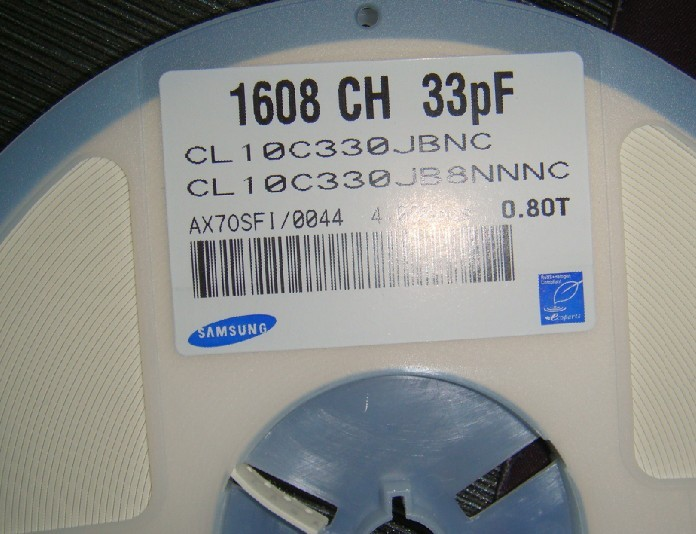 1608 CH 33pF
CL10C330JBNC
CL10C330JB8NNNC
AX70SFI/0044 0.80T
SAMSUNG